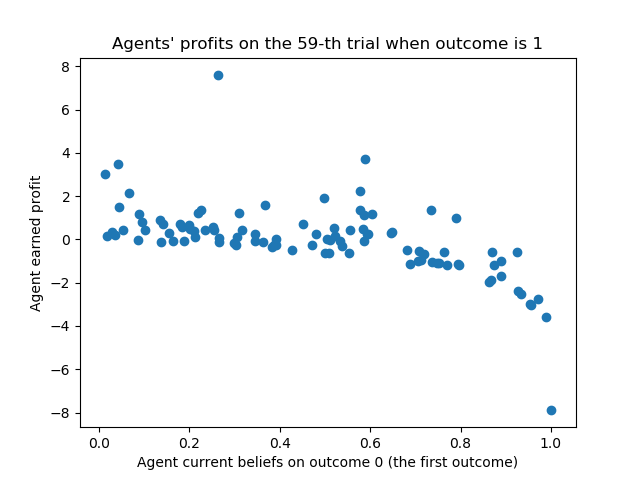 Agents' profits on the 59-th trial when outcome is 1
8
6
4
2
0
−2
−4
−6
−8
Agent earned profit
0.0 0.2 0.4 0.6 0.8 1.0
Agent current beliefs on outcome 0 (the first outcome)